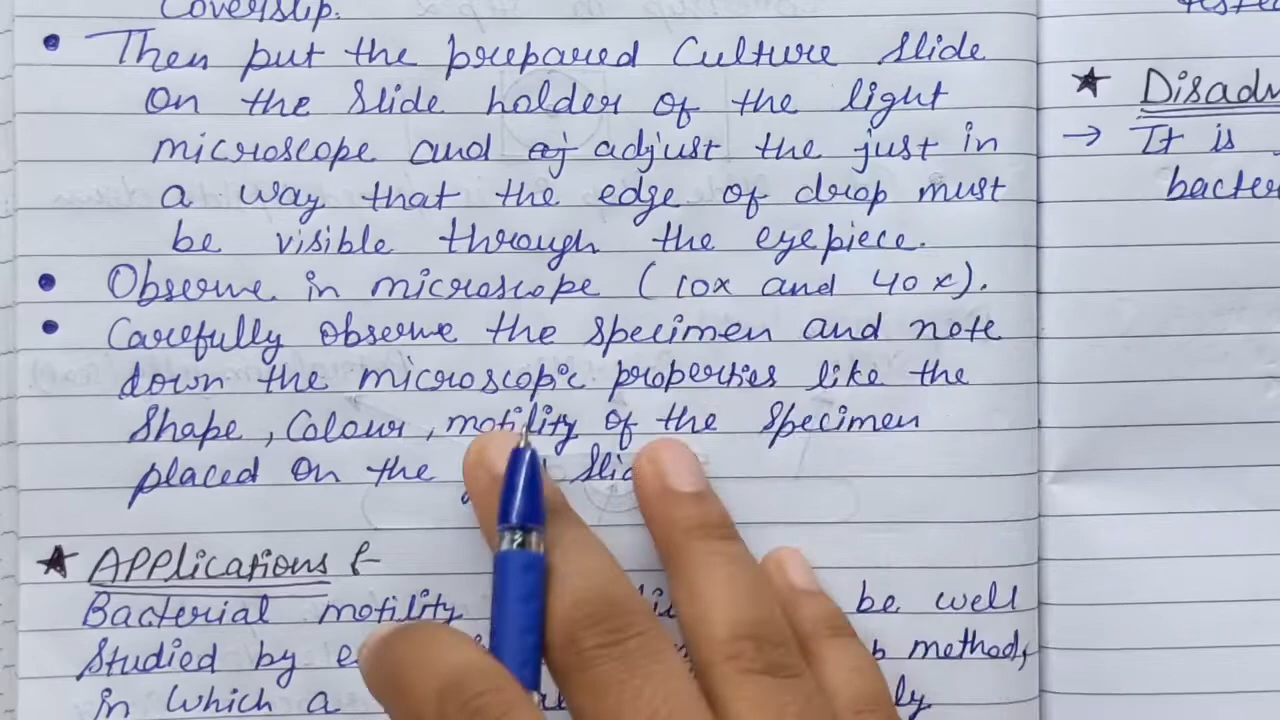 Coverslip.
• Then put the prepared Culture Slide
on the Slide holder of the light
microscope and adjust the just in
a way that the edge of drop must
be visible through the eyepiece.
• Observe in microscope (10x and 40x).
• Carefully observe the specimen and note
down the microscopic properties like the
Shape, Colour, motility of the Specimen
placed on the
★ Applications :-
Bacterial motility be well
Studied by method,
in which a
★ Disadv
→ It is
bacter